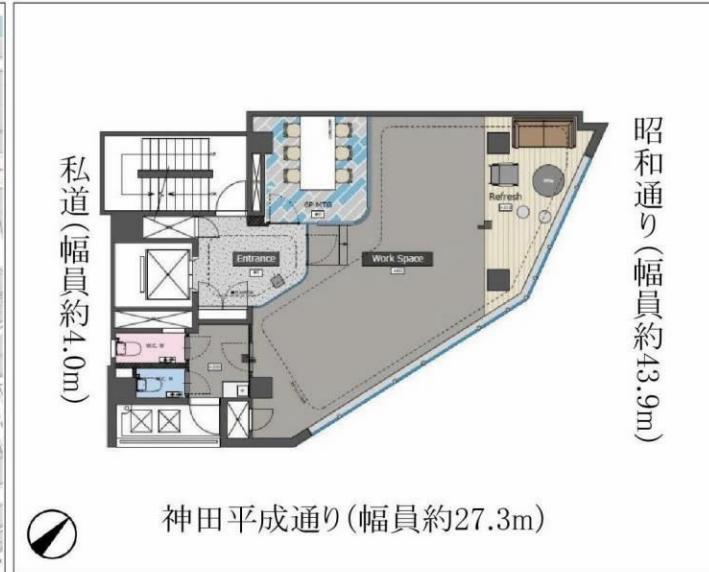 私道(幅員約4.0m)
6P MTG
Entrance
Work Space
Refresh
W.C. W
W.C. M
昭和通り(幅員約43.9m)
神田平成通り(幅員約27.3m)